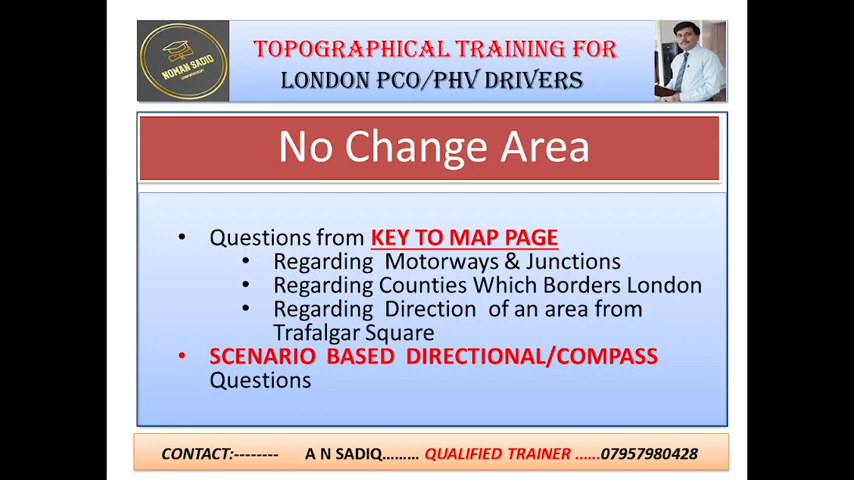 NOMAN SADIQ
TOPOGRAPHICAL TRAINING FOR
LONDON PCO/PHV DRIVERS
No Change Area
• Questions from KEY TO MAP PAGE
• Regarding Motorways & Junctions
• Regarding Counties Which Borders London
• Regarding Direction of an area from
Trafalgar Square
• SCENARIO BASED DIRECTIONAL/COMPASS
Questions
CONTACT:-------- A N SADIQ......... QUALIFIED TRAINER ......07957980428